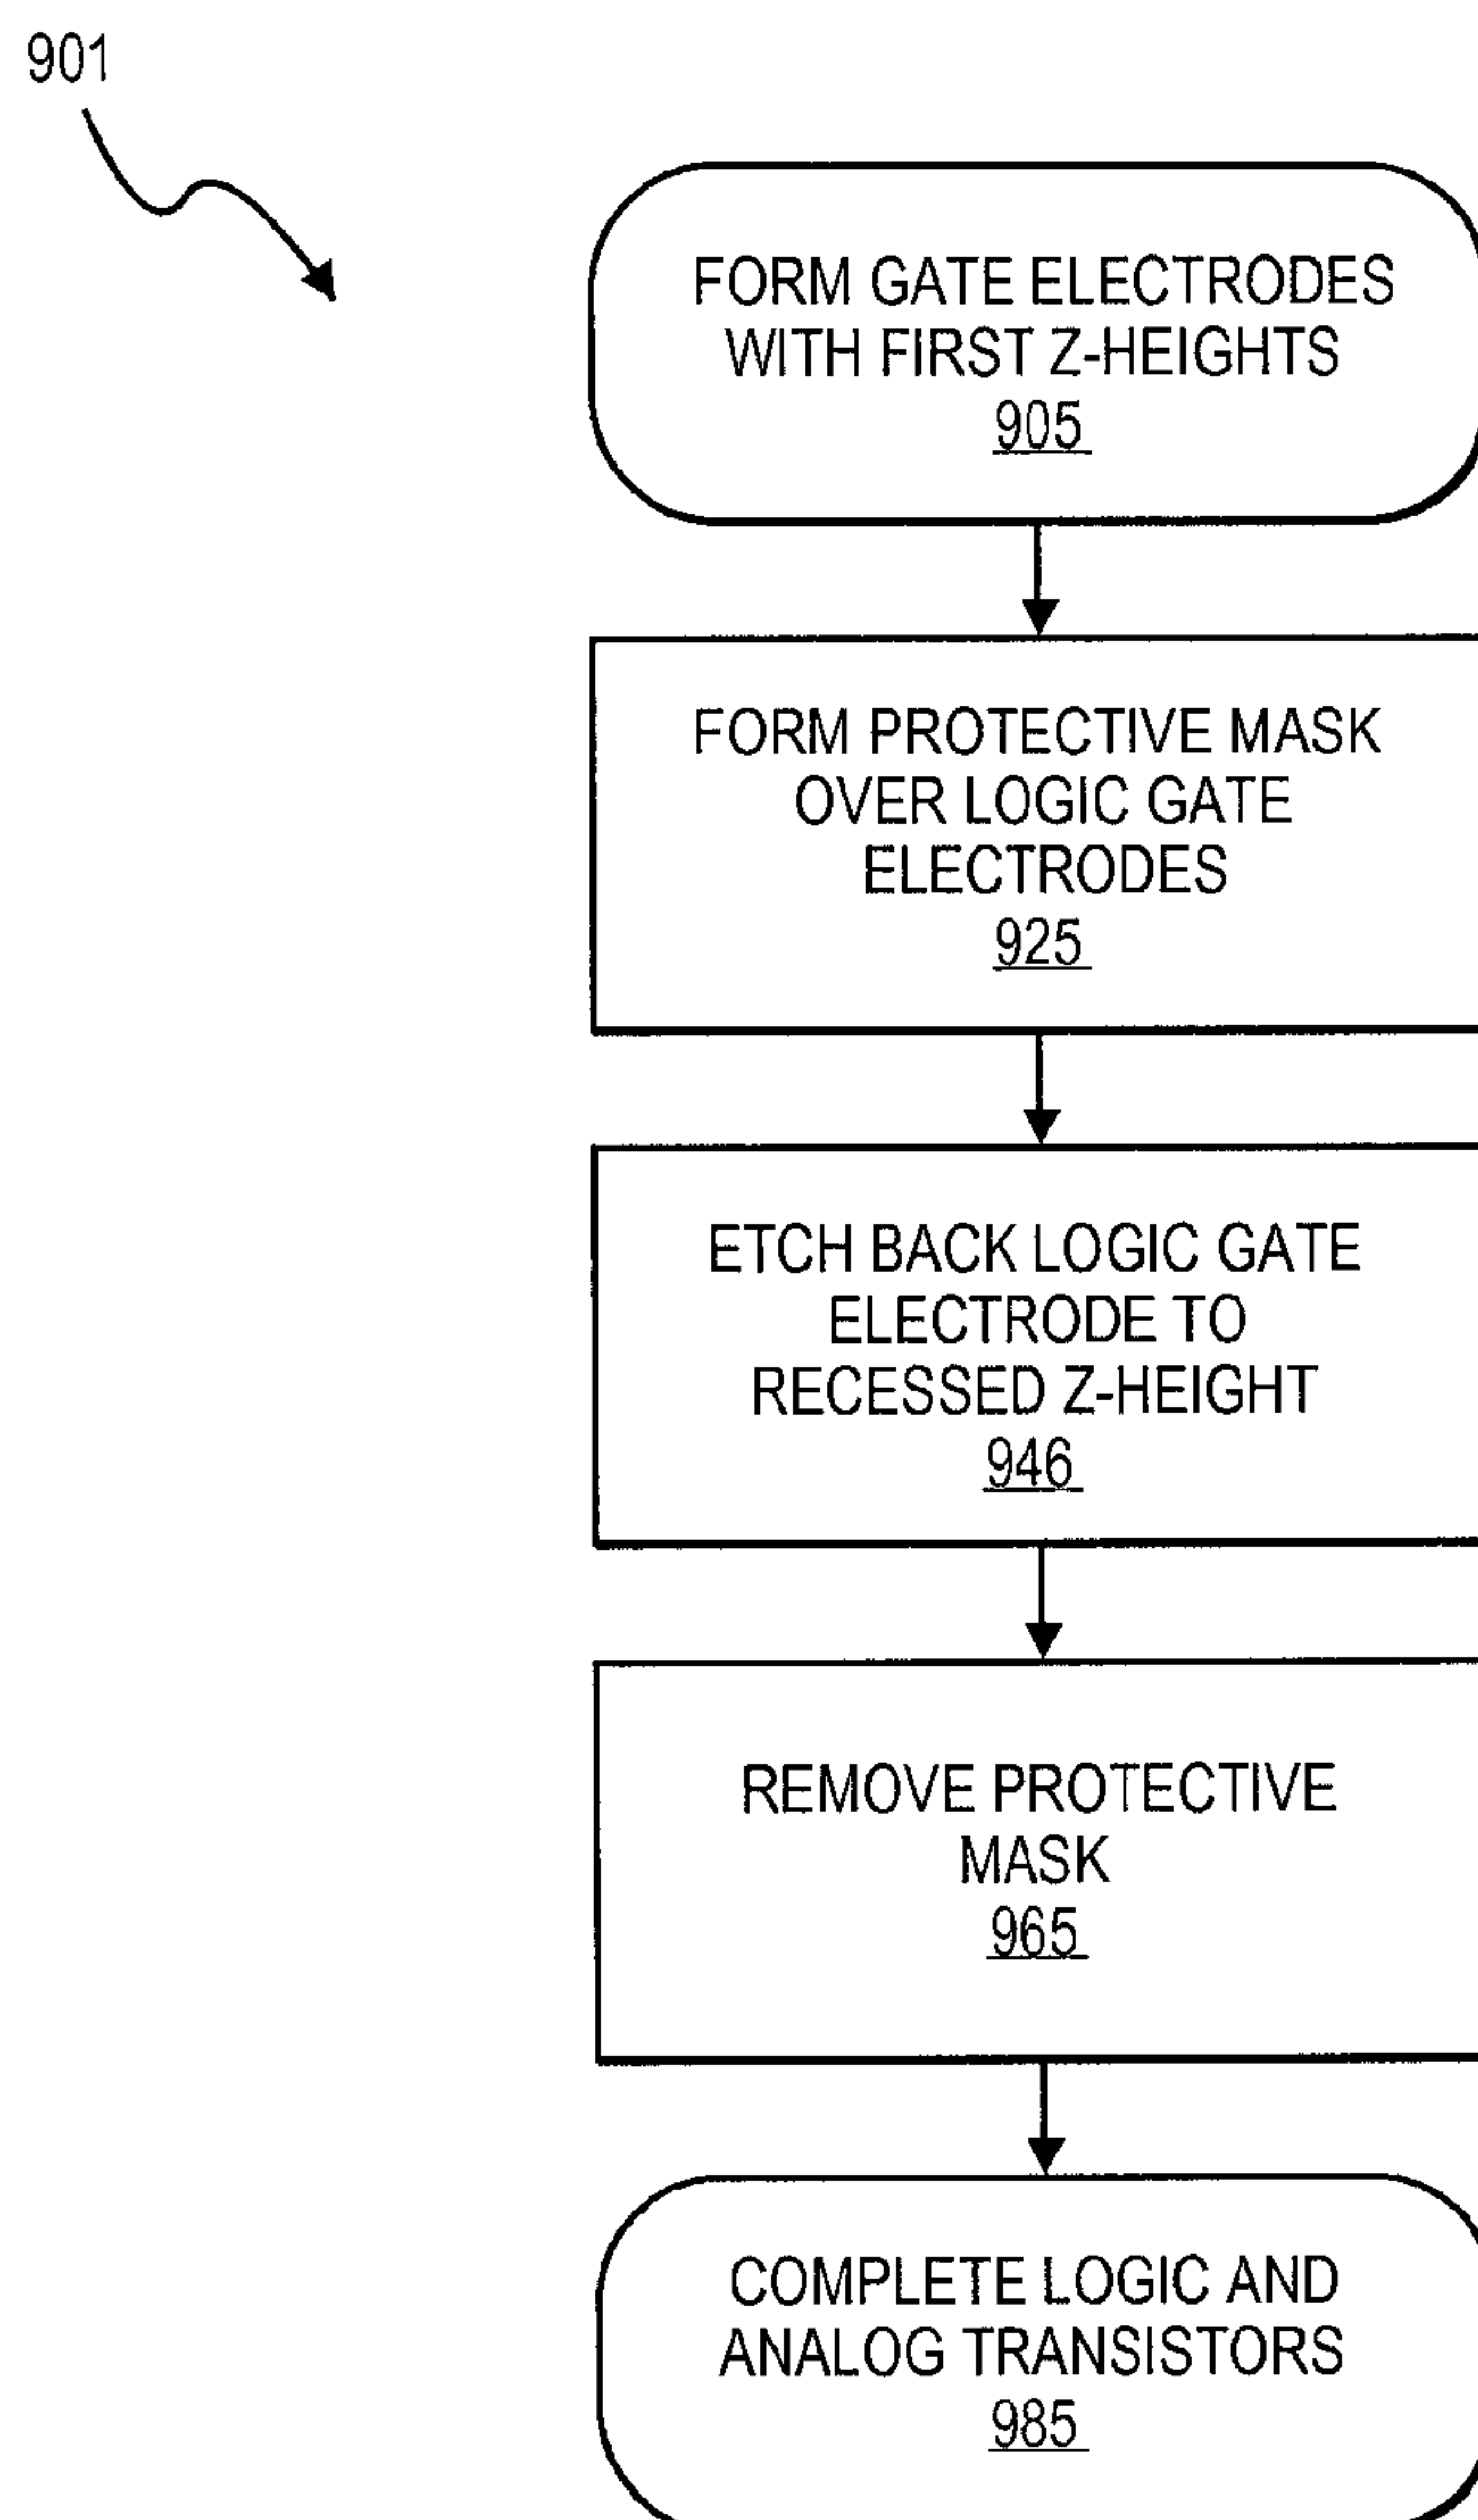 901
FORM GATE ELECTRODES
WITH FIRST Z-HEIGHTS
905
FORM PROTECTIVE MASK
OVER LOGIC GATE
ELECTRODES
925
ETCH BACK LOGIC GATE
ELECTRODE TO
RECESSED Z-HEIGHT
946
REMOVE PROTECTIVE
MASK
965
COMPLETE LOGIC AND
ANALOG TRANSISTORS
985